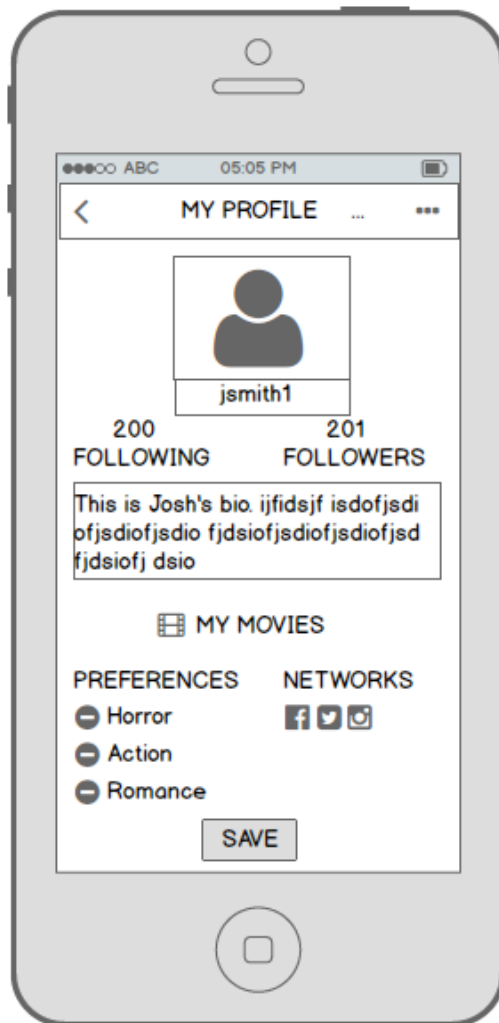 ABC 05:05 PM
MY PROFILE ... 
jsmith1
200 201
FOLLOWING FOLLOWERS
This is Josh's bio. ijfidsjf isdofjsdi
ofjsdiofjsdio fjdsiofjsdiofjsdiofjsd
fjdsiofj dsio
MY MOVIES
PREFERENCES NETWORKS
Horror
Action
Romance
SAVE